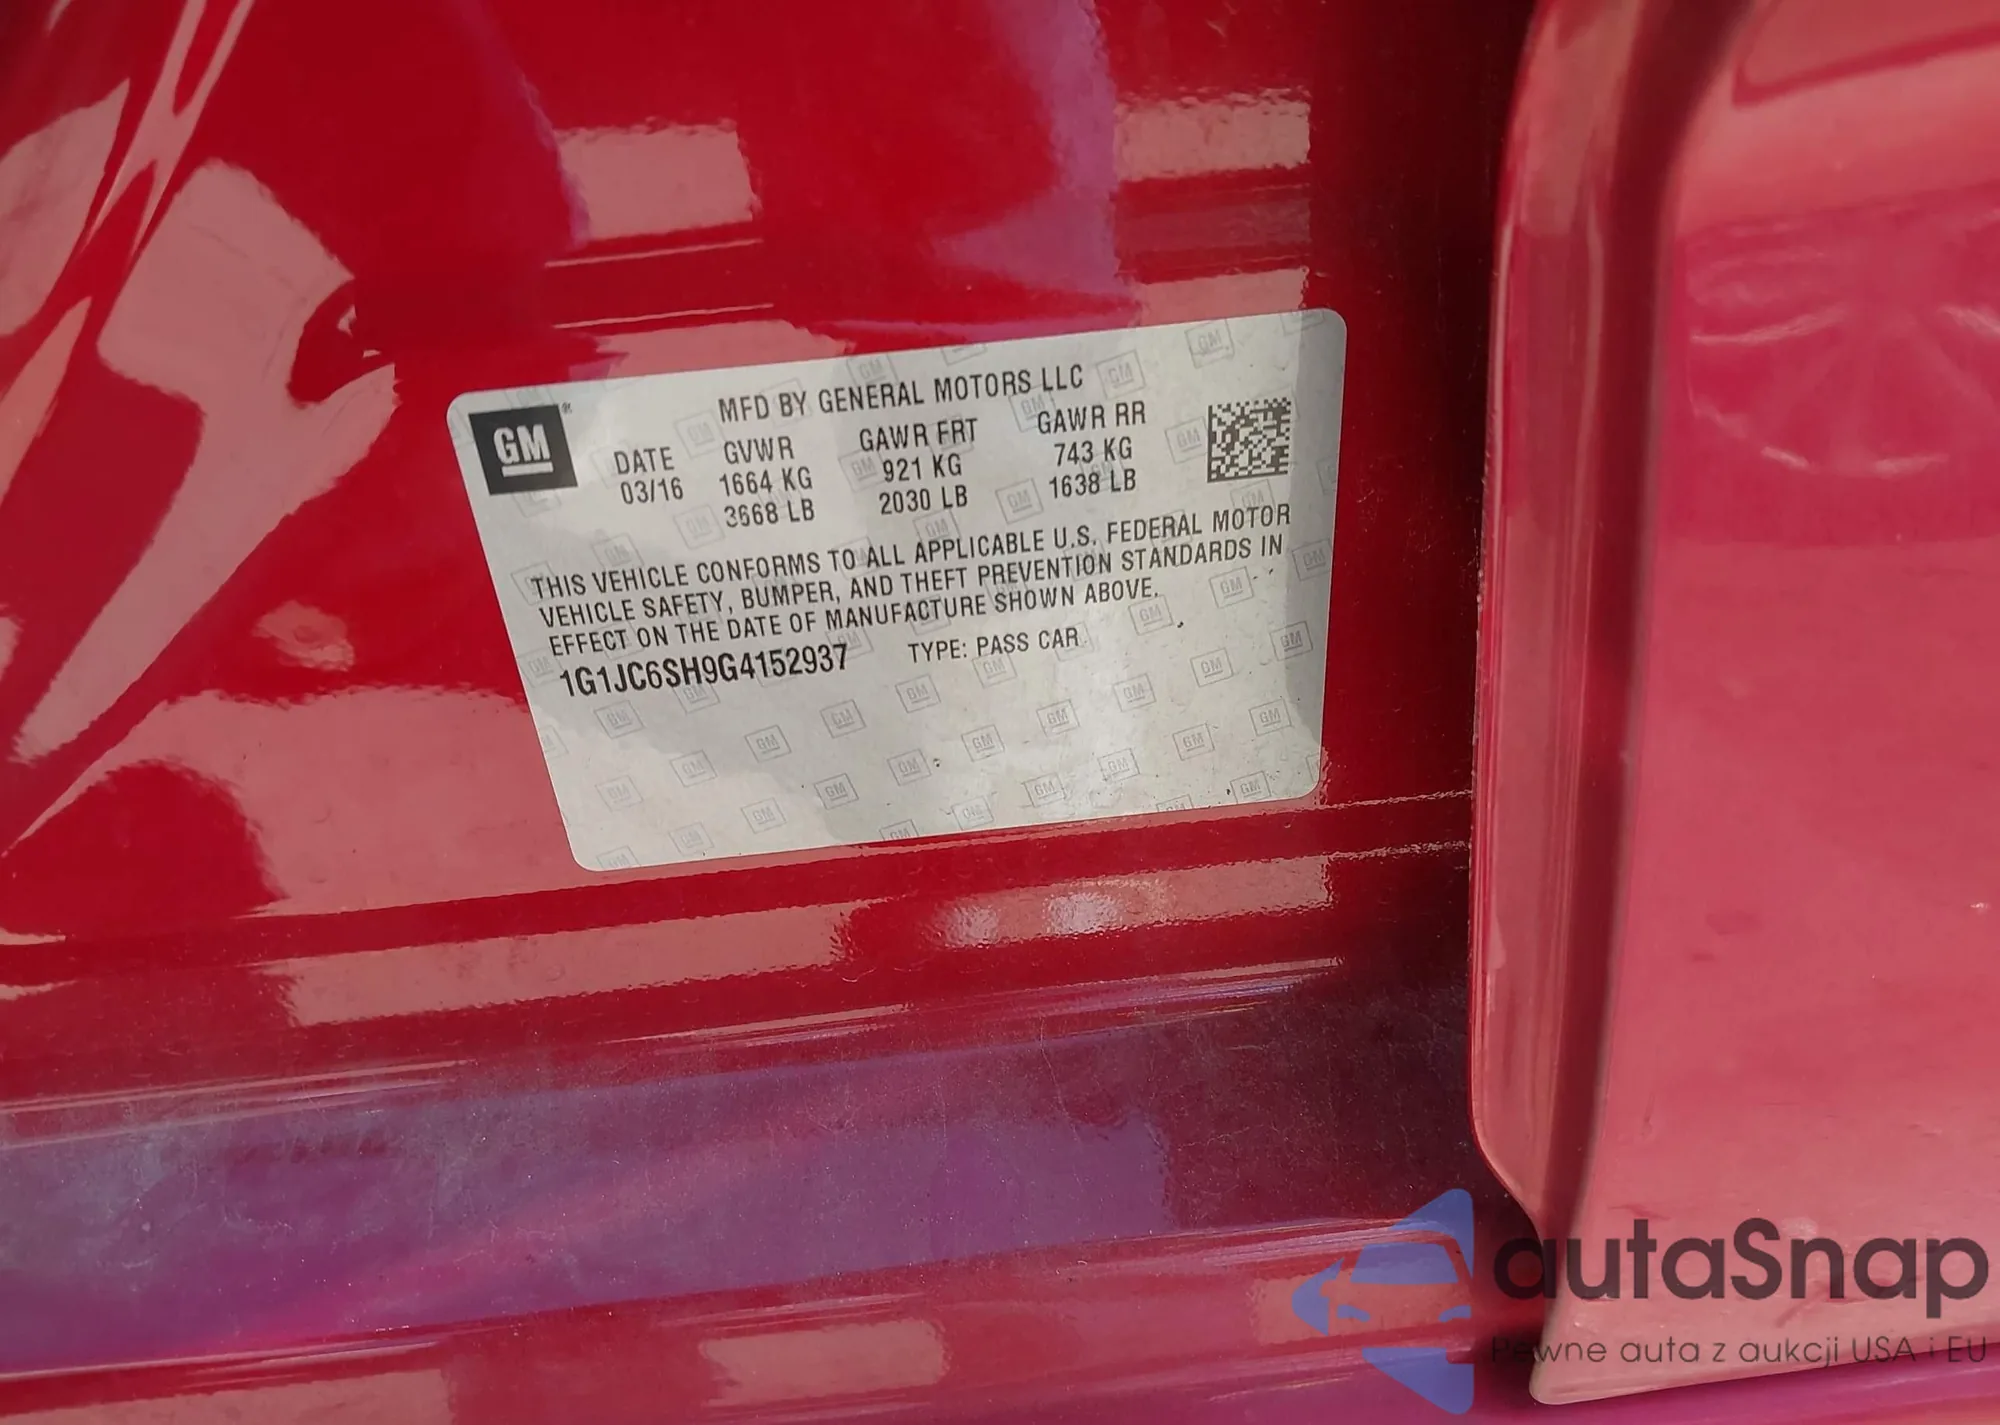 GM
MFD BY GENERAL MOTORS LLC
DATE GVWR GAWR FRT GAWR RR
03/16 1664 KG 921 KG 743 KG
3668 LB 2030 LB 1638 LB
THIS VEHICLE CONFORMS TO ALL APPLICABLE U.S. FEDERAL MOTOR
VEHICLE SAFETY, BUMPER, AND THEFT PREVENTION STANDARDS IN
EFFECT ON THE DATE OF MANUFACTURE SHOWN ABOVE.
1G1JC6SH9G4152937 TYPE: PASS CAR
autaSnap
Pewne auta z aukcji USA i EU